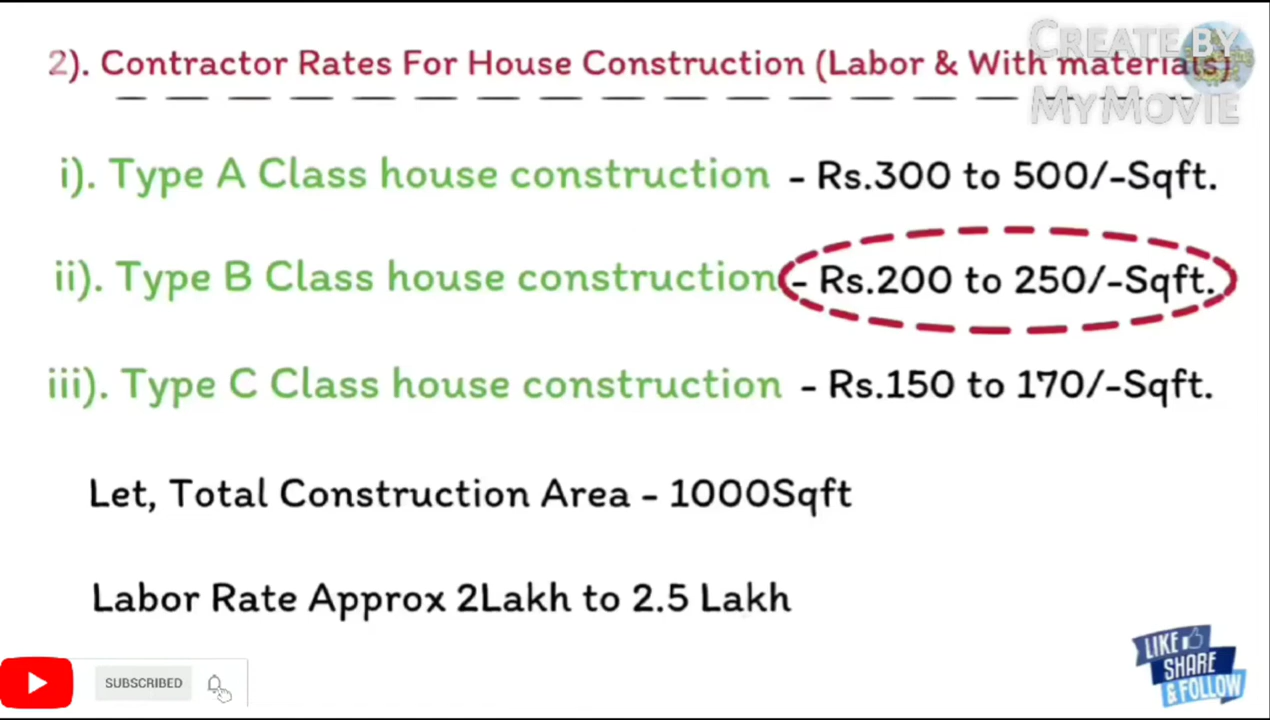 2). Contractor Rates For House Construction (Labor & With materials)
CREATE BY
MY MOVIE
i). Type A Class house construction - Rs.300 to 500/-Sqft.
ii). Type B Class house construction - Rs.200 to 250/-Sqft.
iii). Type C Class house construction - Rs.150 to 170/-Sqft.
Let, Total Construction Area - 1000Sqft
Labor Rate Approx 2Lakh to 2.5 Lakh
SUBSCRIBED
LIKE
SHARE
& FOLLOW